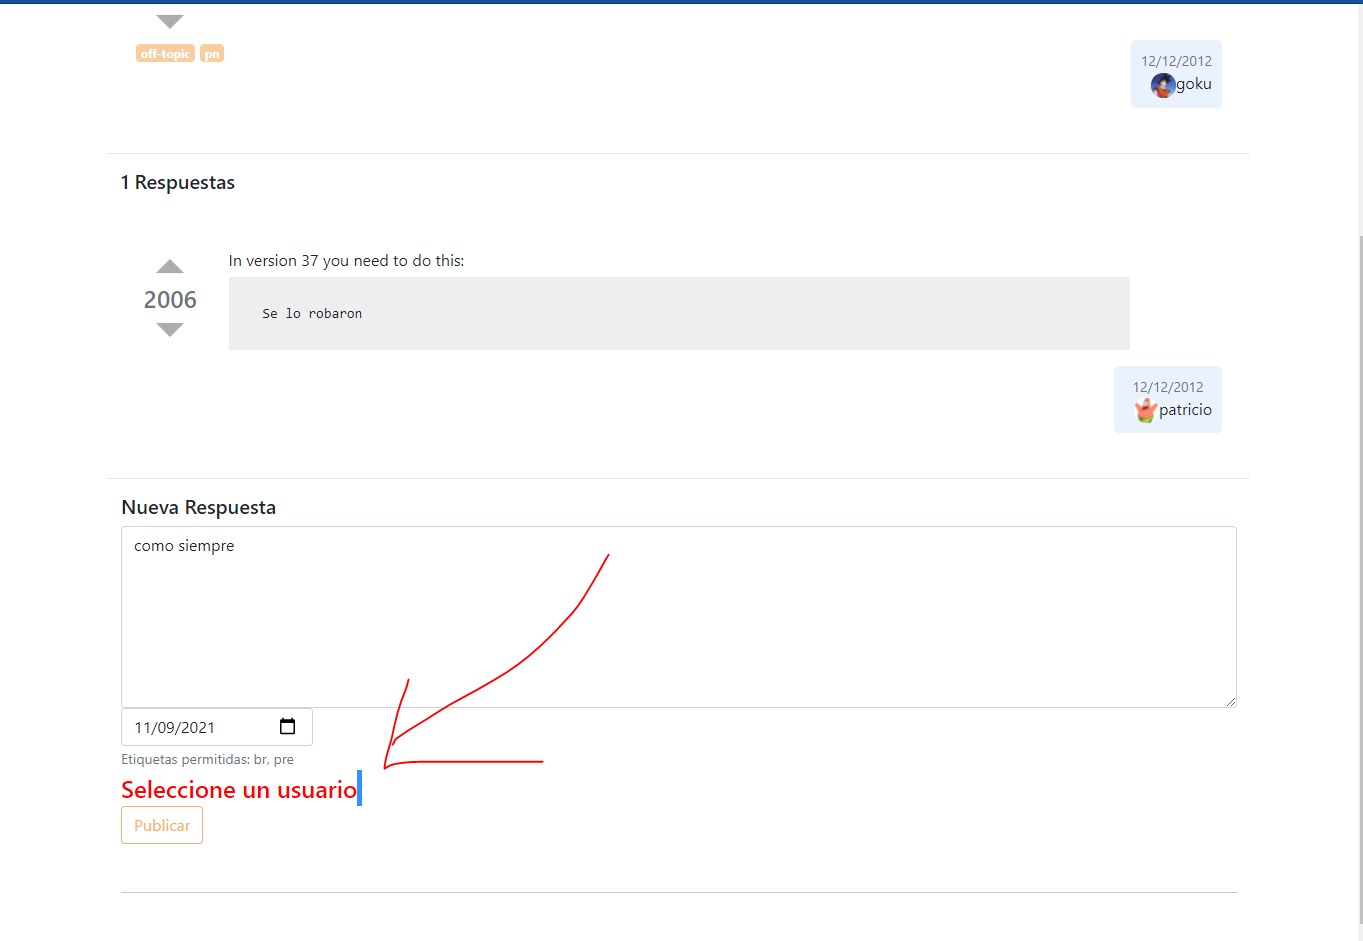 off-topic pn
12/12/2012
goku
1 Respuestas
In version 37 you need to do this:
2006
Se lo robaron
12/12/2012
patricio
Nueva Respuesta
como siempre
11/09/2021
Etiquetas permitidas: br, pre
Seleccione un usuario
Publicar